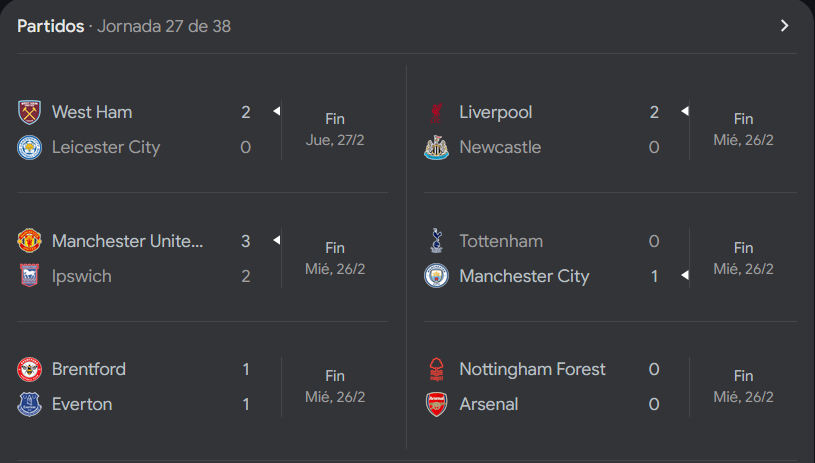 Partidos · Jornada 27 de 38
West Ham 2
Leicester City 0
Fin
Jue, 27/2
Liverpool 2
Newcastle 0
Fin
Mié, 26/2
Manchester Unite... 3
Ipswich 2
Fin
Mié, 26/2
Tottenham 0
Manchester City 1
Fin
Mié, 26/2
Brentford 1
Everton 1
Fin
Mié, 26/2
Nottingham Forest 0
Arsenal 0
Fin
Mié, 26/2